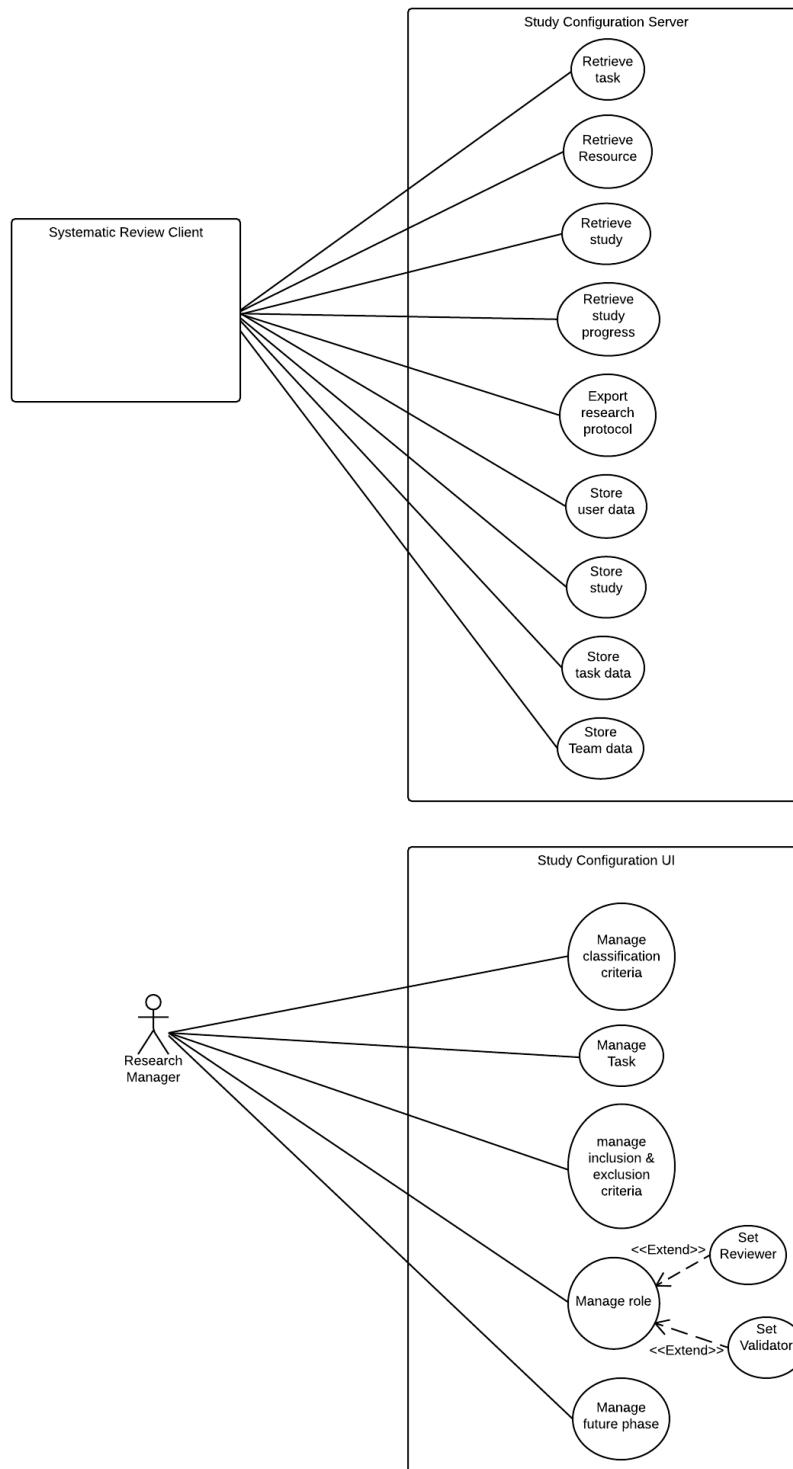 Study Configuration Server
Retrieve
task
Retrieve
Resource
Retrieve
study
Systematic Review Client
Retrieve
study
progress
Export
research
protocol
Store
user data
Store
study
Store
task data
Store
Team data
Study Configuration UI
Manage
classification
criteria
Research
Manager
Manage
Task
manage
inclusion &
exclusion
criteria
<<Extend>>
Set
Reviewer
Manage role
<<Extend>>
Set
Validator
Manage
future phase